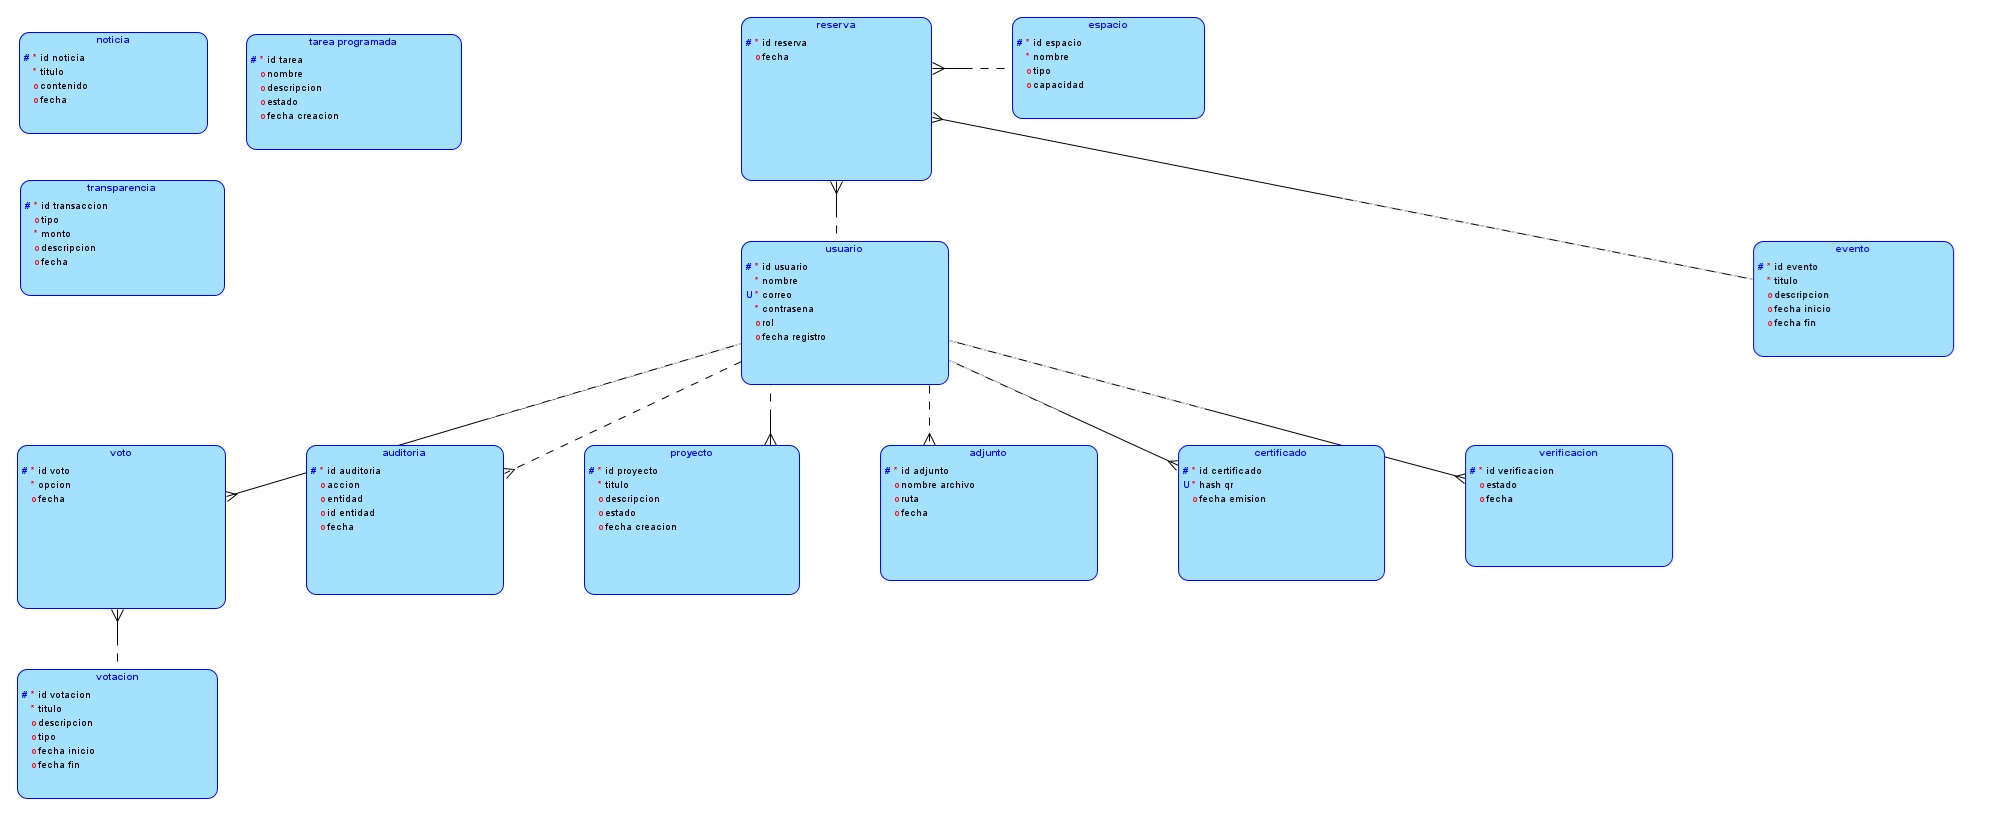 noticia
# * id noticia
* titulo
o contenido
o fecha
tarea programada
# * id tarea
o nombre
o descripcion
o estado
o fecha creacion
reserva
# * id reserva
o fecha
espacio
# * id espacio
* nombre
o tipo
o capacidad
transparencia
# * id transaccion
o tipo
* monto
o descripcion
o fecha
usuario
# * id usuario
* nombre
U * correo
* contrasena
o rol
o fecha registro
evento
# * id evento
* titulo
o descripcion
o fecha inicio
o fecha fin
voto
# * id voto
* opcion
o fecha
auditoria
# * id auditoria
o accion
o entidad
o id entidad
o fecha
proyecto
# * id proyecto
* titulo
o descripcion
o estado
o fecha creacion
adjunto
# * id adjunto
o nombre archivo
o ruta
o fecha
certificado
# * id certificado
U * hash qr
o fecha emision
verificacion
# * id verificacion
o estado
o fecha
votacion
# * id votacion
* titulo
o descripcion
o tipo
o fecha inicio
o fecha fin